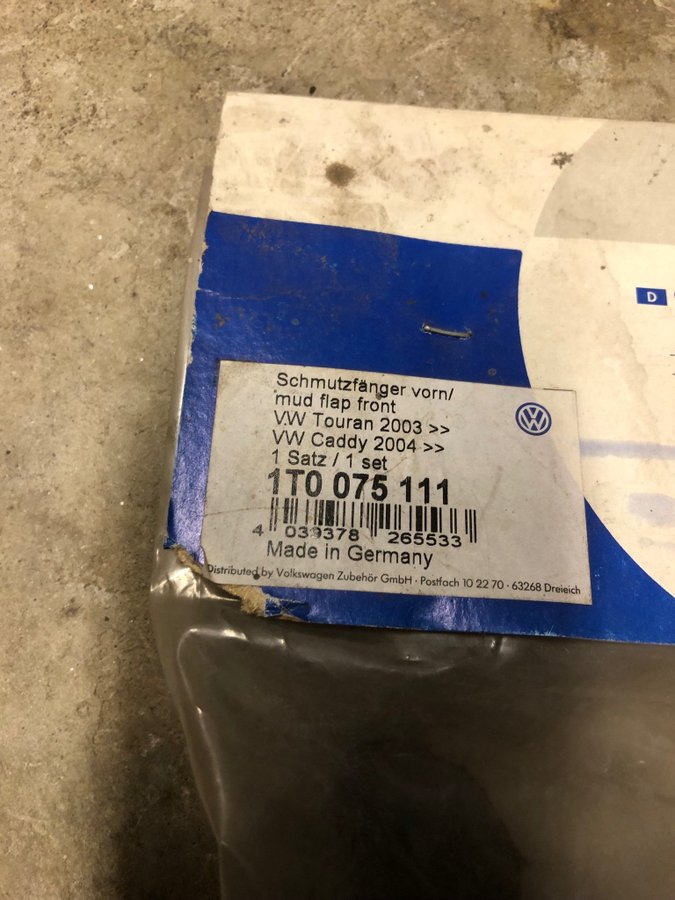 D
Schmutzfänger vorn/
mud flap front
VW Touran 2003 >>
VW Caddy 2004 >>
1 Satz / 1 set
1T0 075 111
4 039378 265533
Made in Germany
Distributed by Volkswagen Zubehör GmbH · Postfach 10 22 70 · 63268 Dreieich